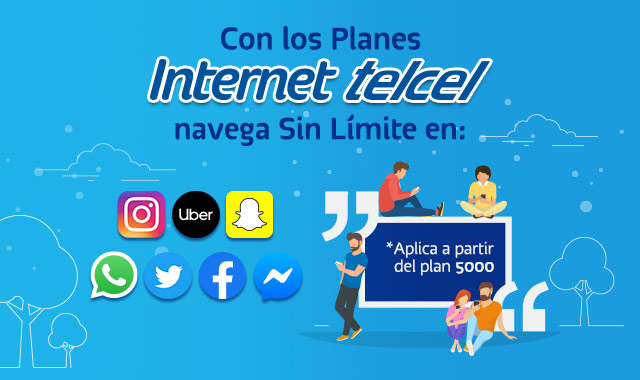 Con los Planes
Internet telcel
navega Sin Límite en:
Uber
*Aplica a partir
del plan 5000